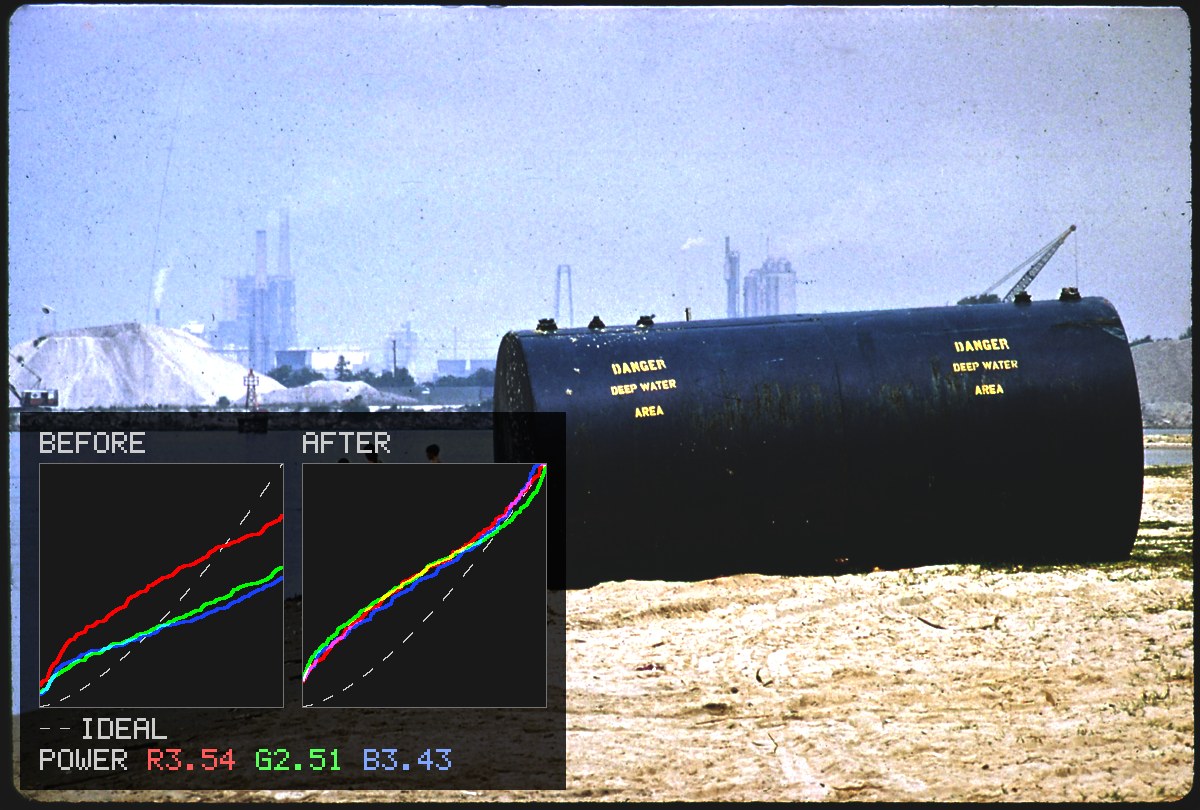 DANGER
DEEP WATER
AREA
DANGER
DEEP WATER
AREA
BEFORE
AFTER
-- IDEAL
POWER R3.54 G2.51 B3.43